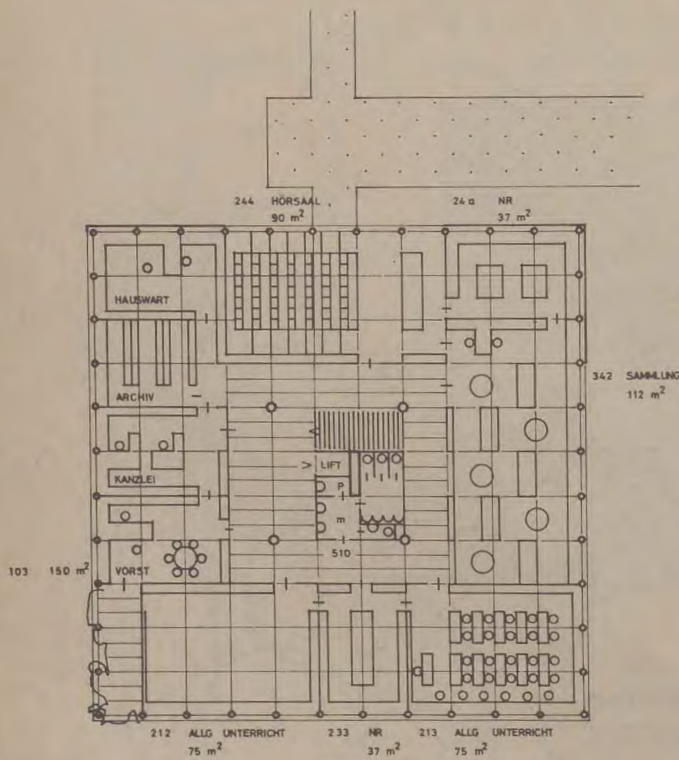 244 HÖRSAAL
90 m²
24a NR
37 m²
HAUSWART
342 SAMMLUNG
112 m²
ARCHIV
LIFT
P
KANZLEI
m
510
103 150 m²
VORST
212 ALLG UNTERRICHT
75 m²
233 NR
37 m²
213 ALLG UNTERRICHT
75 m²